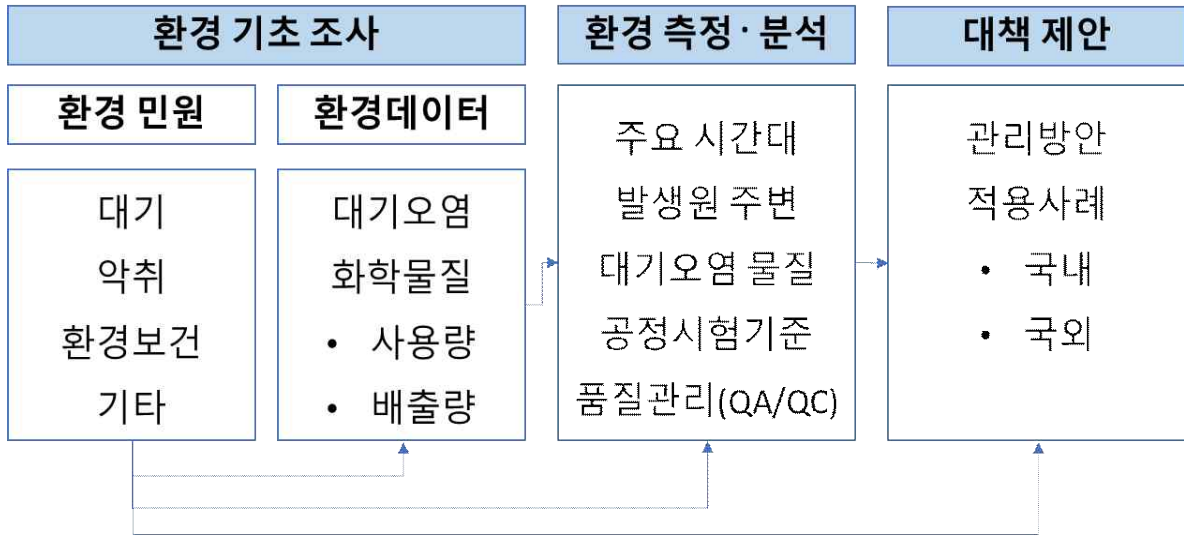 환경 기초 조사
환경 민원
대기
악취
환경보건
기타
환경데이터
대기오염
화학물질
• 사용량
• 배출량
환경 측정·분석
주요 시간대
발생원 주변
대기오염 물질
공정시험기준
품질관리(QA/QC)
대책 제안
관리방안
적용사례
• 국내
• 국외